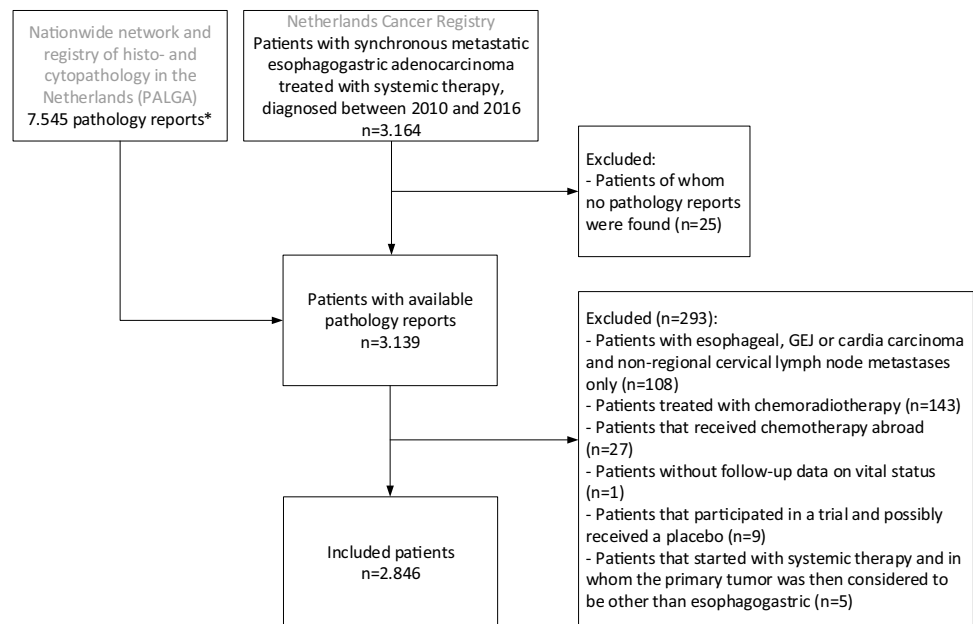 Nationwide network and
registry of histo- and
cytopathology in the
Netherlands (PALGA)
7.545 pathology reports*
Netherlands Cancer Registry
Patients with synchronous metastatic
esophagogastric adenocarcinoma
treated with systemic therapy,
diagnosed between 2010 and 2016
n=3.164
Excluded:
- Patients of whom
no pathology reports
were found (n=25)
Patients with available
pathology reports
n=3.139
Excluded (n=293):
- Patients with esophageal, GEJ or cardia carcinoma
and non-regional cervical lymph node metastases
only (n=108)
- Patients treated with chemoradiotherapy (n=143)
- Patients that received chemotherapy abroad
(n=27)
- Patients without follow-up data on vital status
(n=1)
- Patients that participated in a trial and possibly
received a placebo (n=9)
- Patients that started with systemic therapy and in
whom the primary tumor was then considered to
be other than esophagogastric (n=5)
Included patients
n=2.846